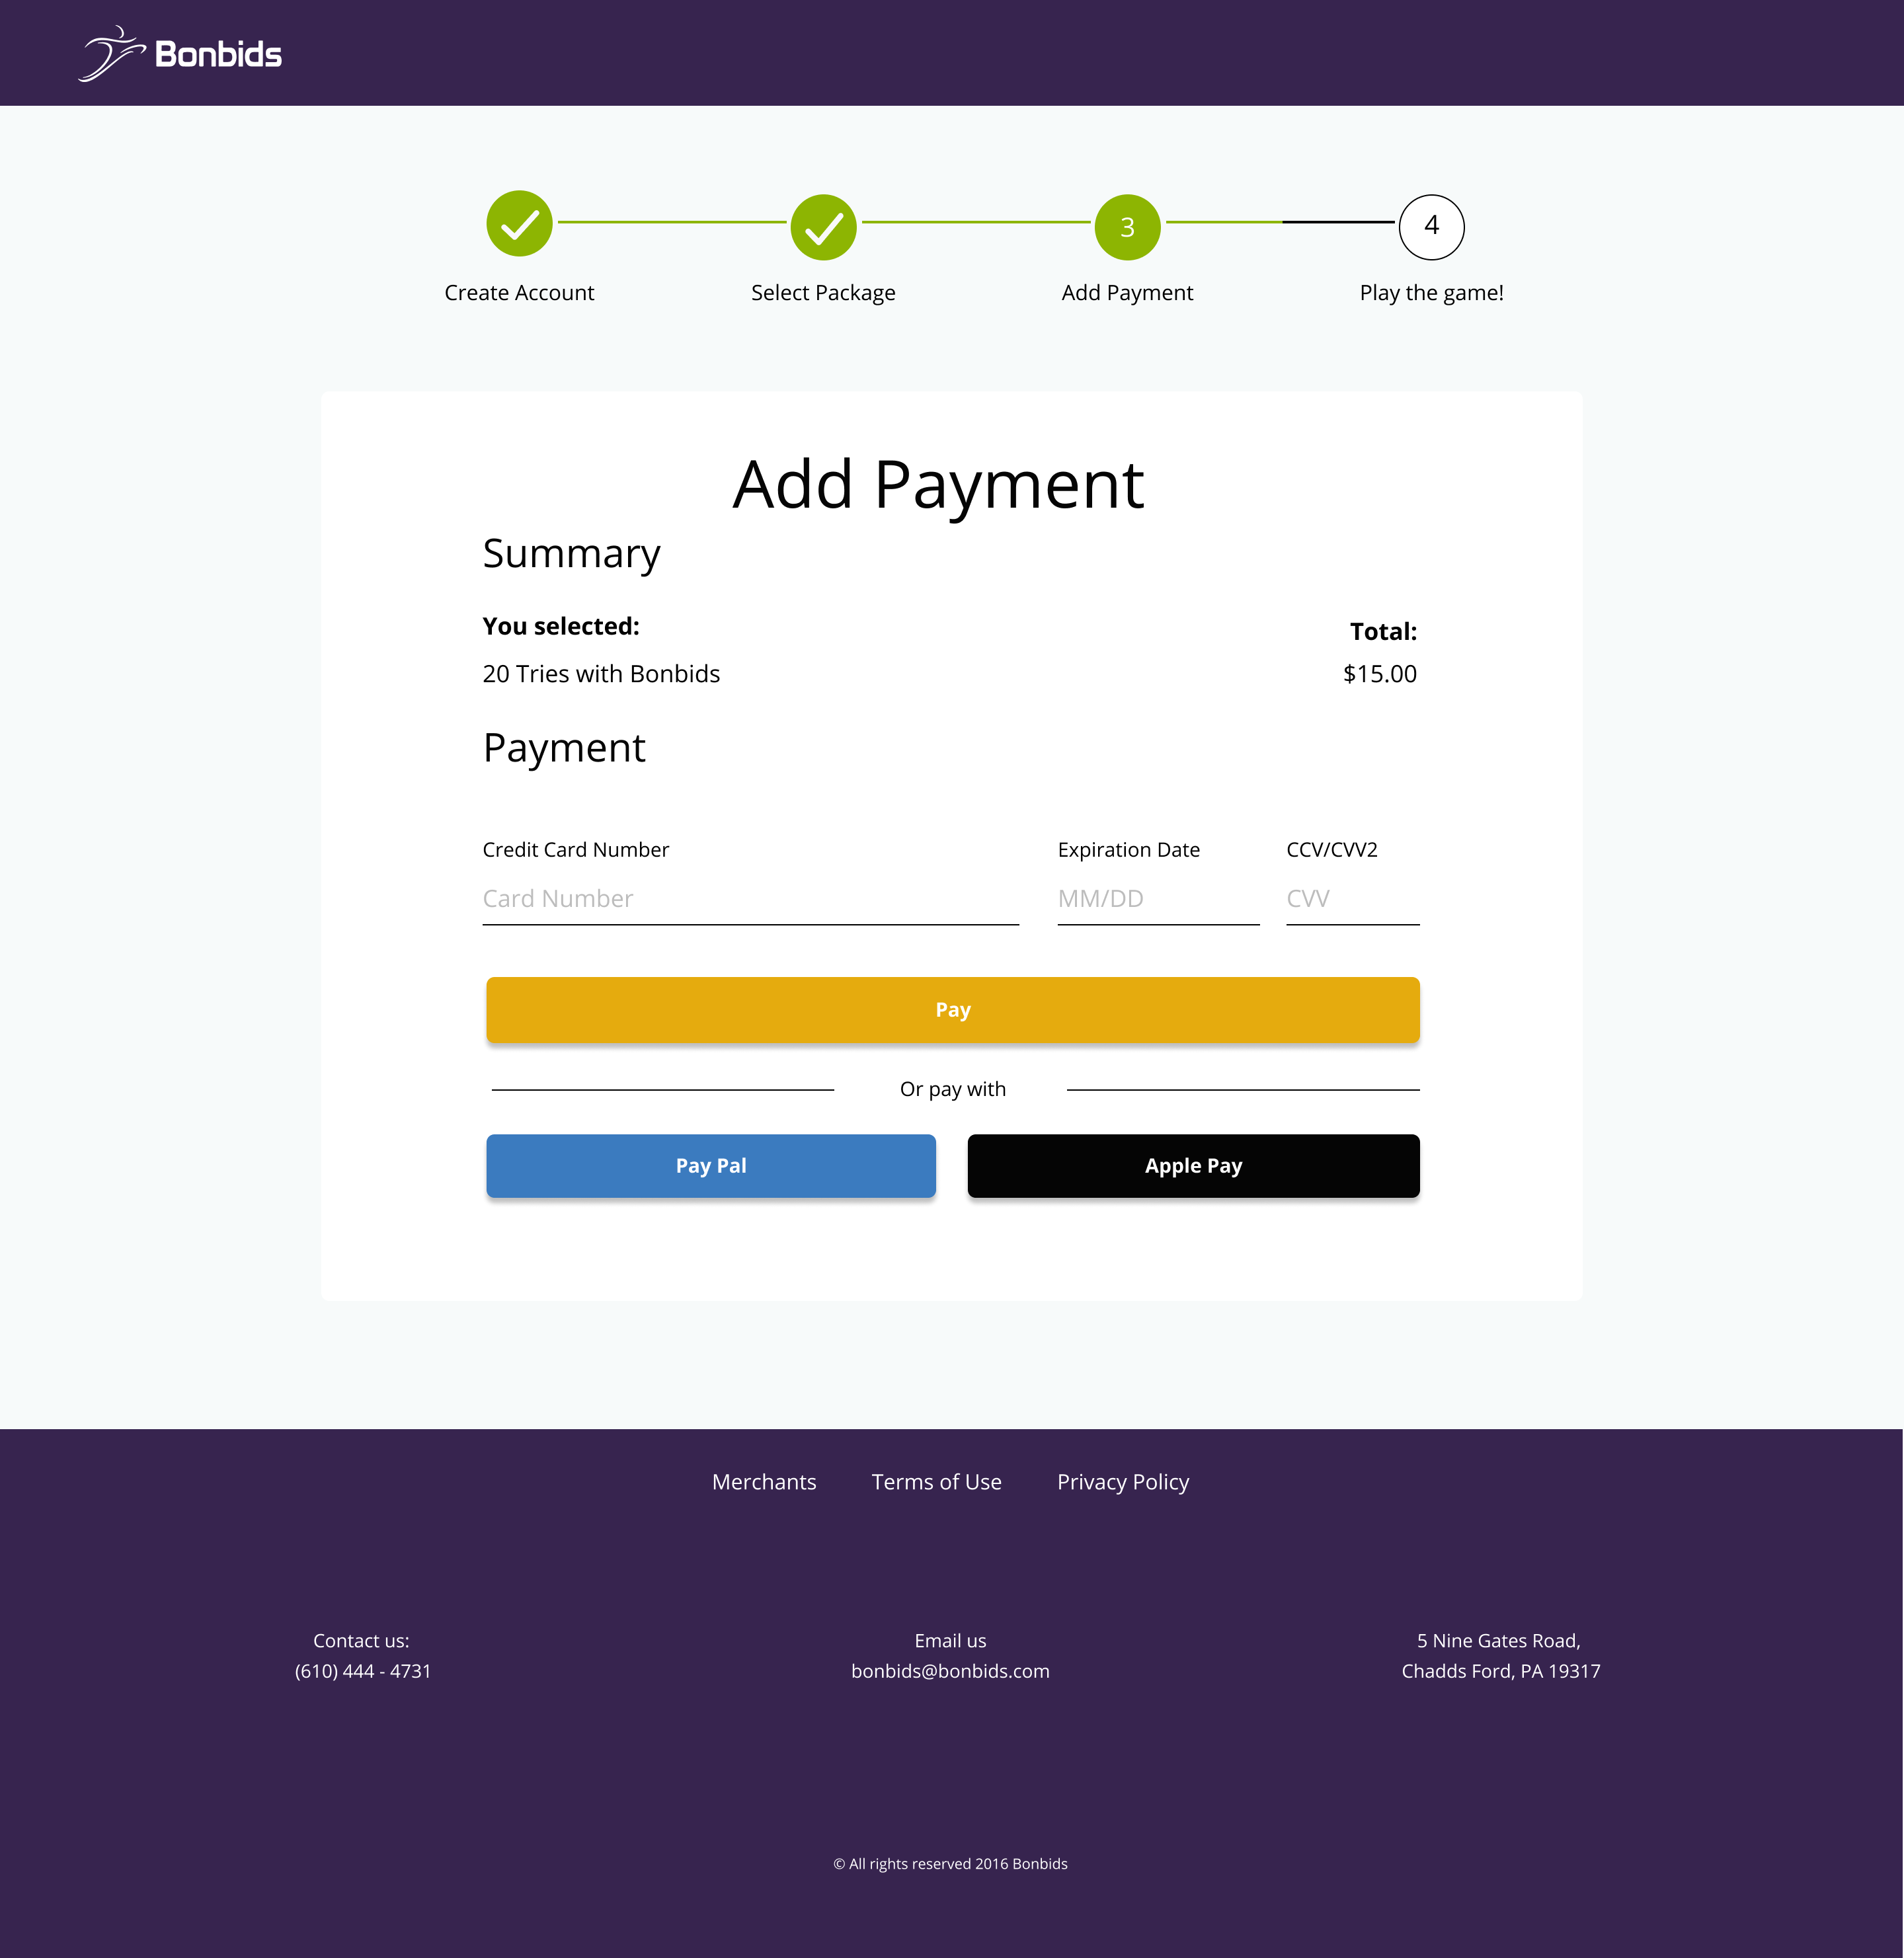 Bonbids
3
4
Create Account
Select Package
Add Payment
Play the game!
Add Payment
Summary
You selected:
Total:
20 Tries with Bonbids
$15.00
Payment
Credit Card Number
Expiration Date
CCV/CVV2
Card Number
MM/DD
CVV
Pay
Or pay with
Pay Pal
Apple Pay
Merchants
Terms of Use
Privacy Policy
Contact us:
(610) 444 - 4731
Email us
bonbids@bonbids.com
5 Nine Gates Road,
Chadds Ford, PA 19317
© All rights reserved 2016 Bonbids